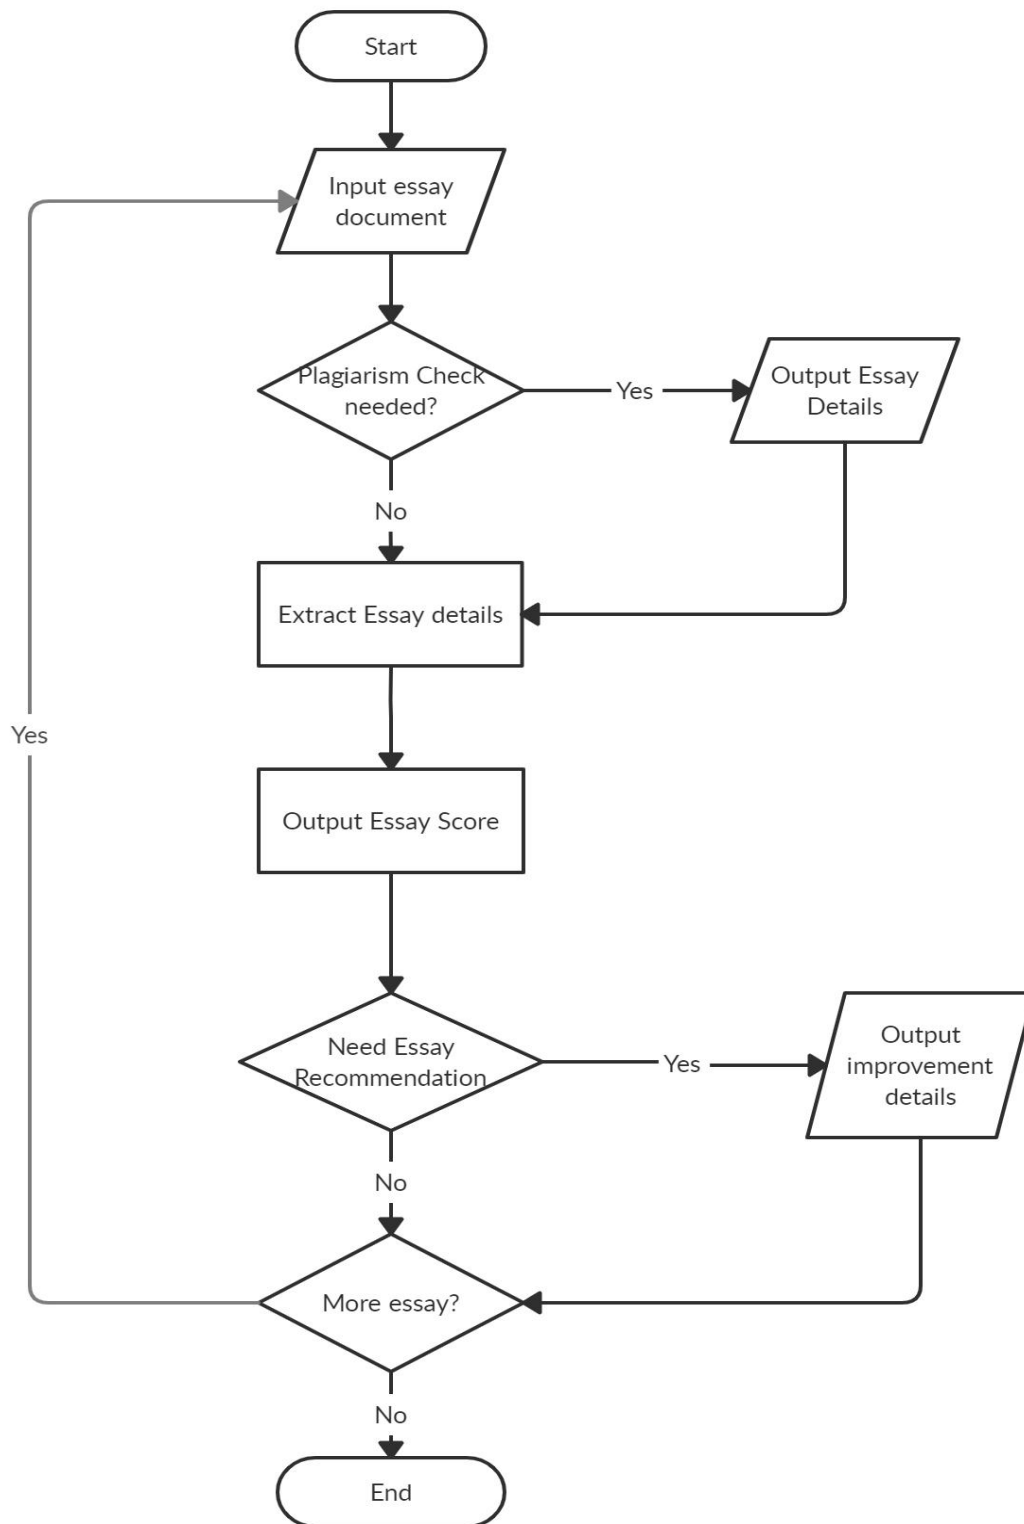 Start
Input essay
document
Plagiarism Check
needed?
Yes
Output Essay
Details
No
Extract Essay details
Yes
Output Essay Score
Need Essay
Recommendation
Yes
Output
improvement
details
No
More essay?
No
End